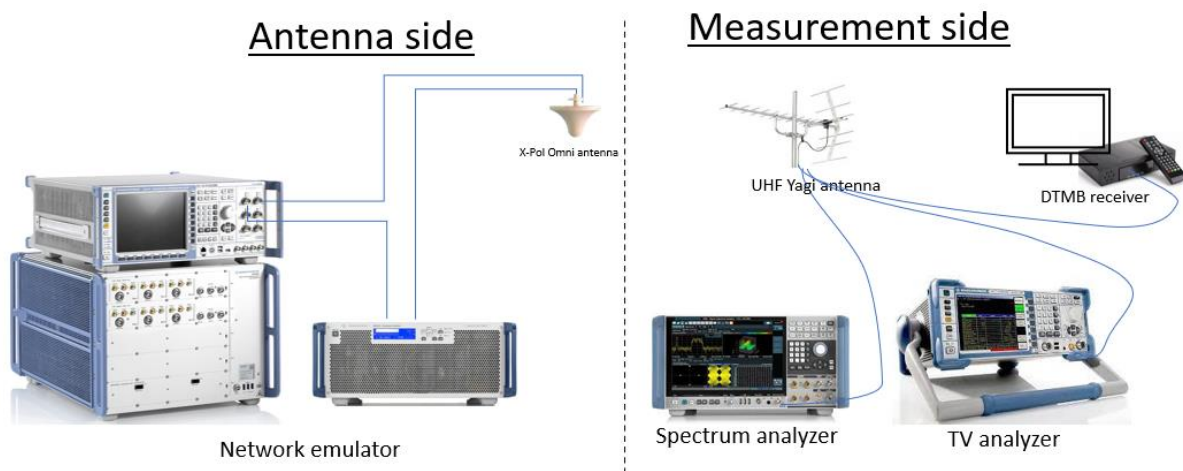 Antenna side
Measurement side
X-Pol Omni antenna
UHF Yagi antenna
DTMB receiver
Network emulator
Spectrum analyzer
TV analyzer